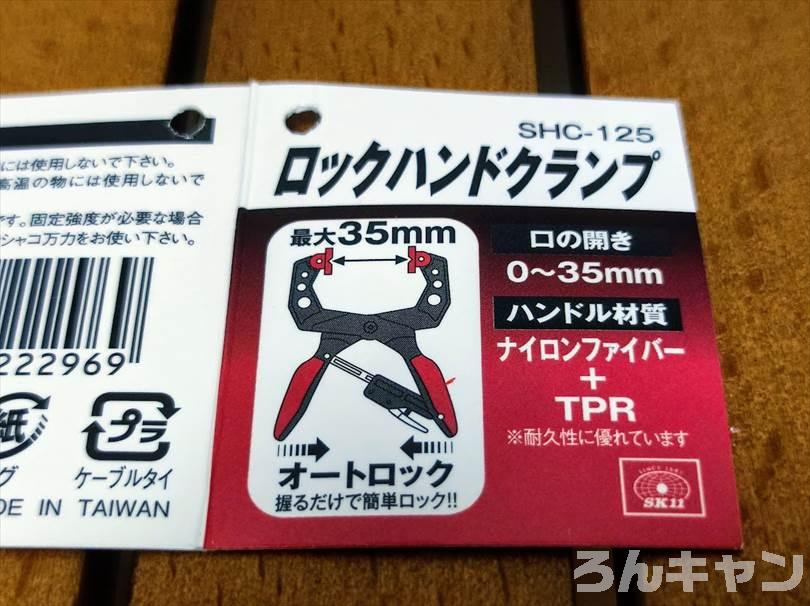 には使用しないで下さい。
高温の物には使用しないで
です。固定強度が必要な場合
シャコ万力をお使い下さい。
222969
紙
プラ
グ
ケーブルタイ
DE IN TAIWAN
SHC-125
ロックハンドクランプ
最大35mm
オートロック
握るだけで簡単ロック!!
口の開き
0〜35mm
ハンドル材質
ナイロンファイバー
+
TPR
※耐久性に優れています
SINCE 1981
SK11
ろんキャン